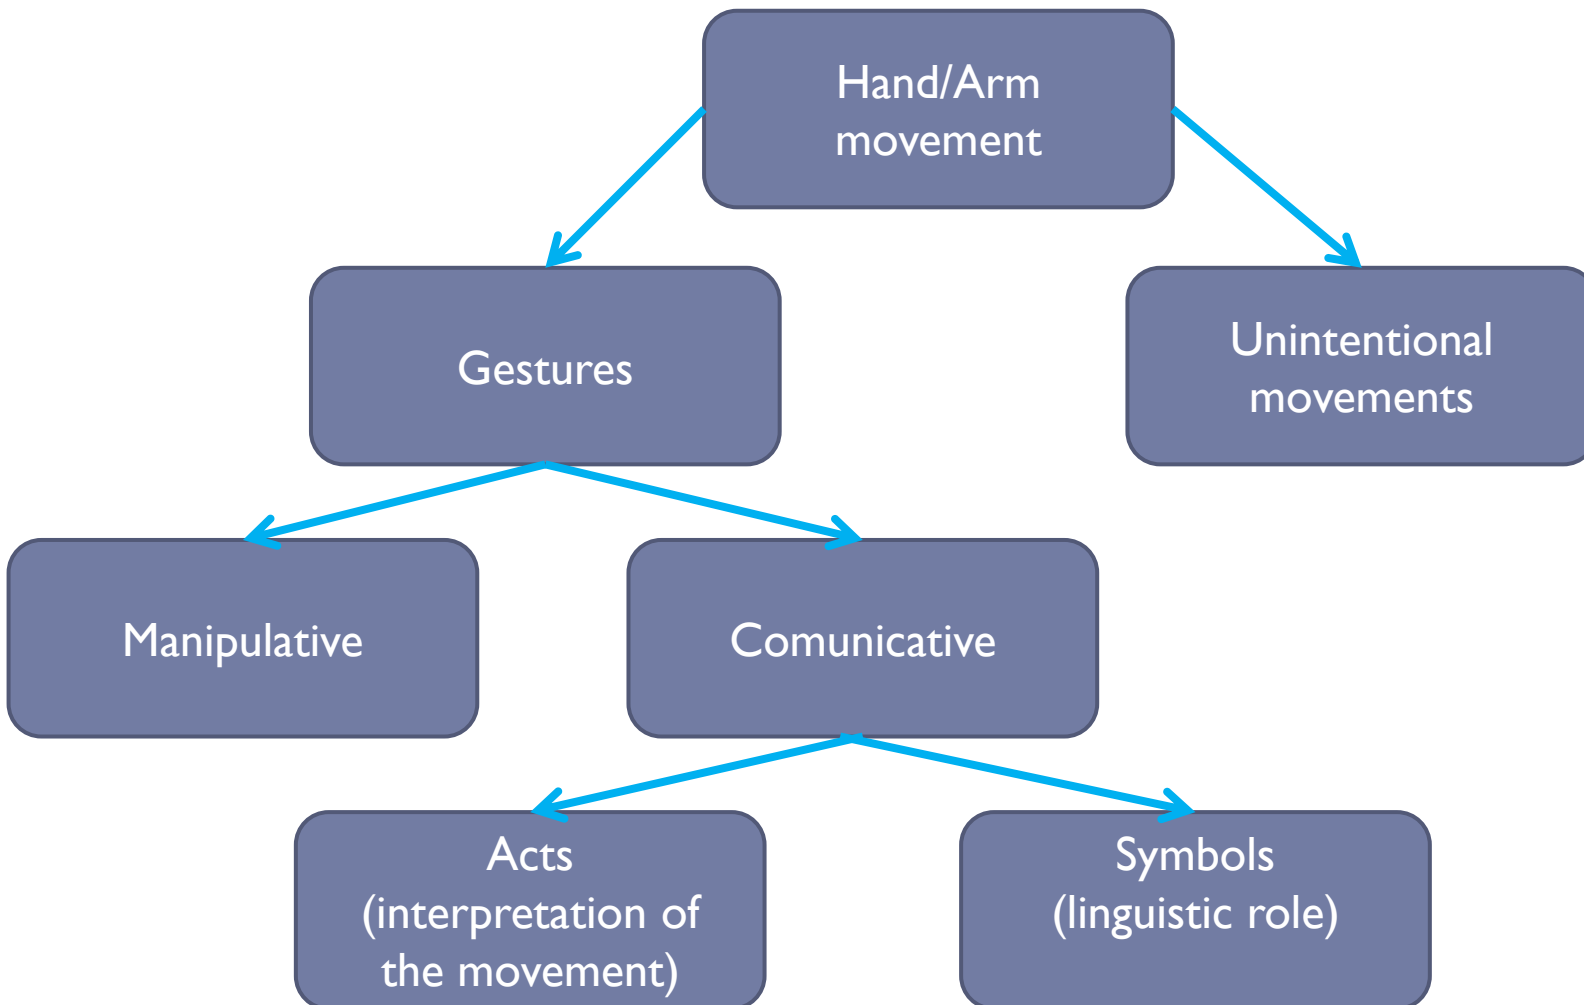 Hand/Arm
movement
Gestures
Unintentional
movements
Manipulative
Comunicative
Acts
(interpretation of
the movement)
Symbols
(linguistic role)